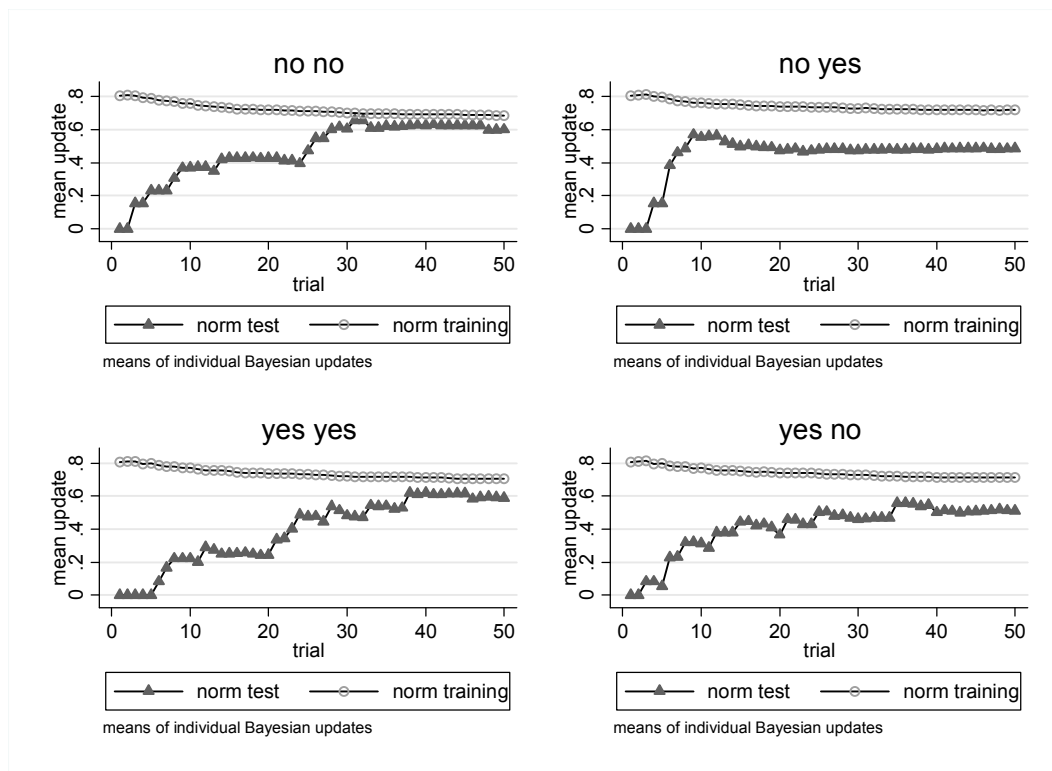 no no
mean update
0 .2 .4 .6 .8
0 10 20 30 40 50
trial
norm test norm training
means of individual Bayesian updates
no yes
mean update
0 .2 .4 .6 .8
0 10 20 30 40 50
trial
norm test norm training
means of individual Bayesian updates
yes yes
mean update
0 .2 .4 .6 .8
0 10 20 30 40 50
trial
norm test norm training
means of individual Bayesian updates
yes no
mean update
0 .2 .4 .6 .8
0 10 20 30 40 50
trial
norm test norm training
means of individual Bayesian updates